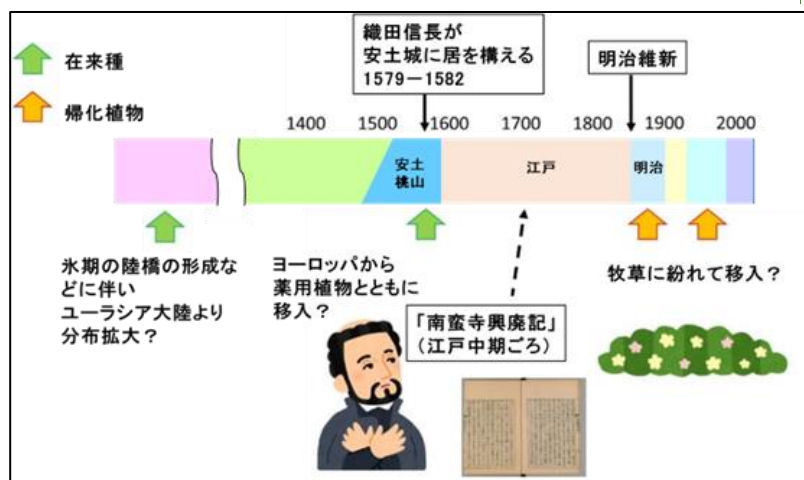 在来種
帰化植物
織田信長が
安土城に居を構える
1579－1582
明治維新
1400
1500
1600
1700
1800
1900
2000
安土
桃山
江戸
明治
氷期の陸橋の形成な
どに伴い
ユーラシア大陸より
分布拡大？
ヨーロッパから
薬用植物とともに
移入？
「南蛮寺興廃記」
（江戸中期ごろ）
牧草に紛れて移入？